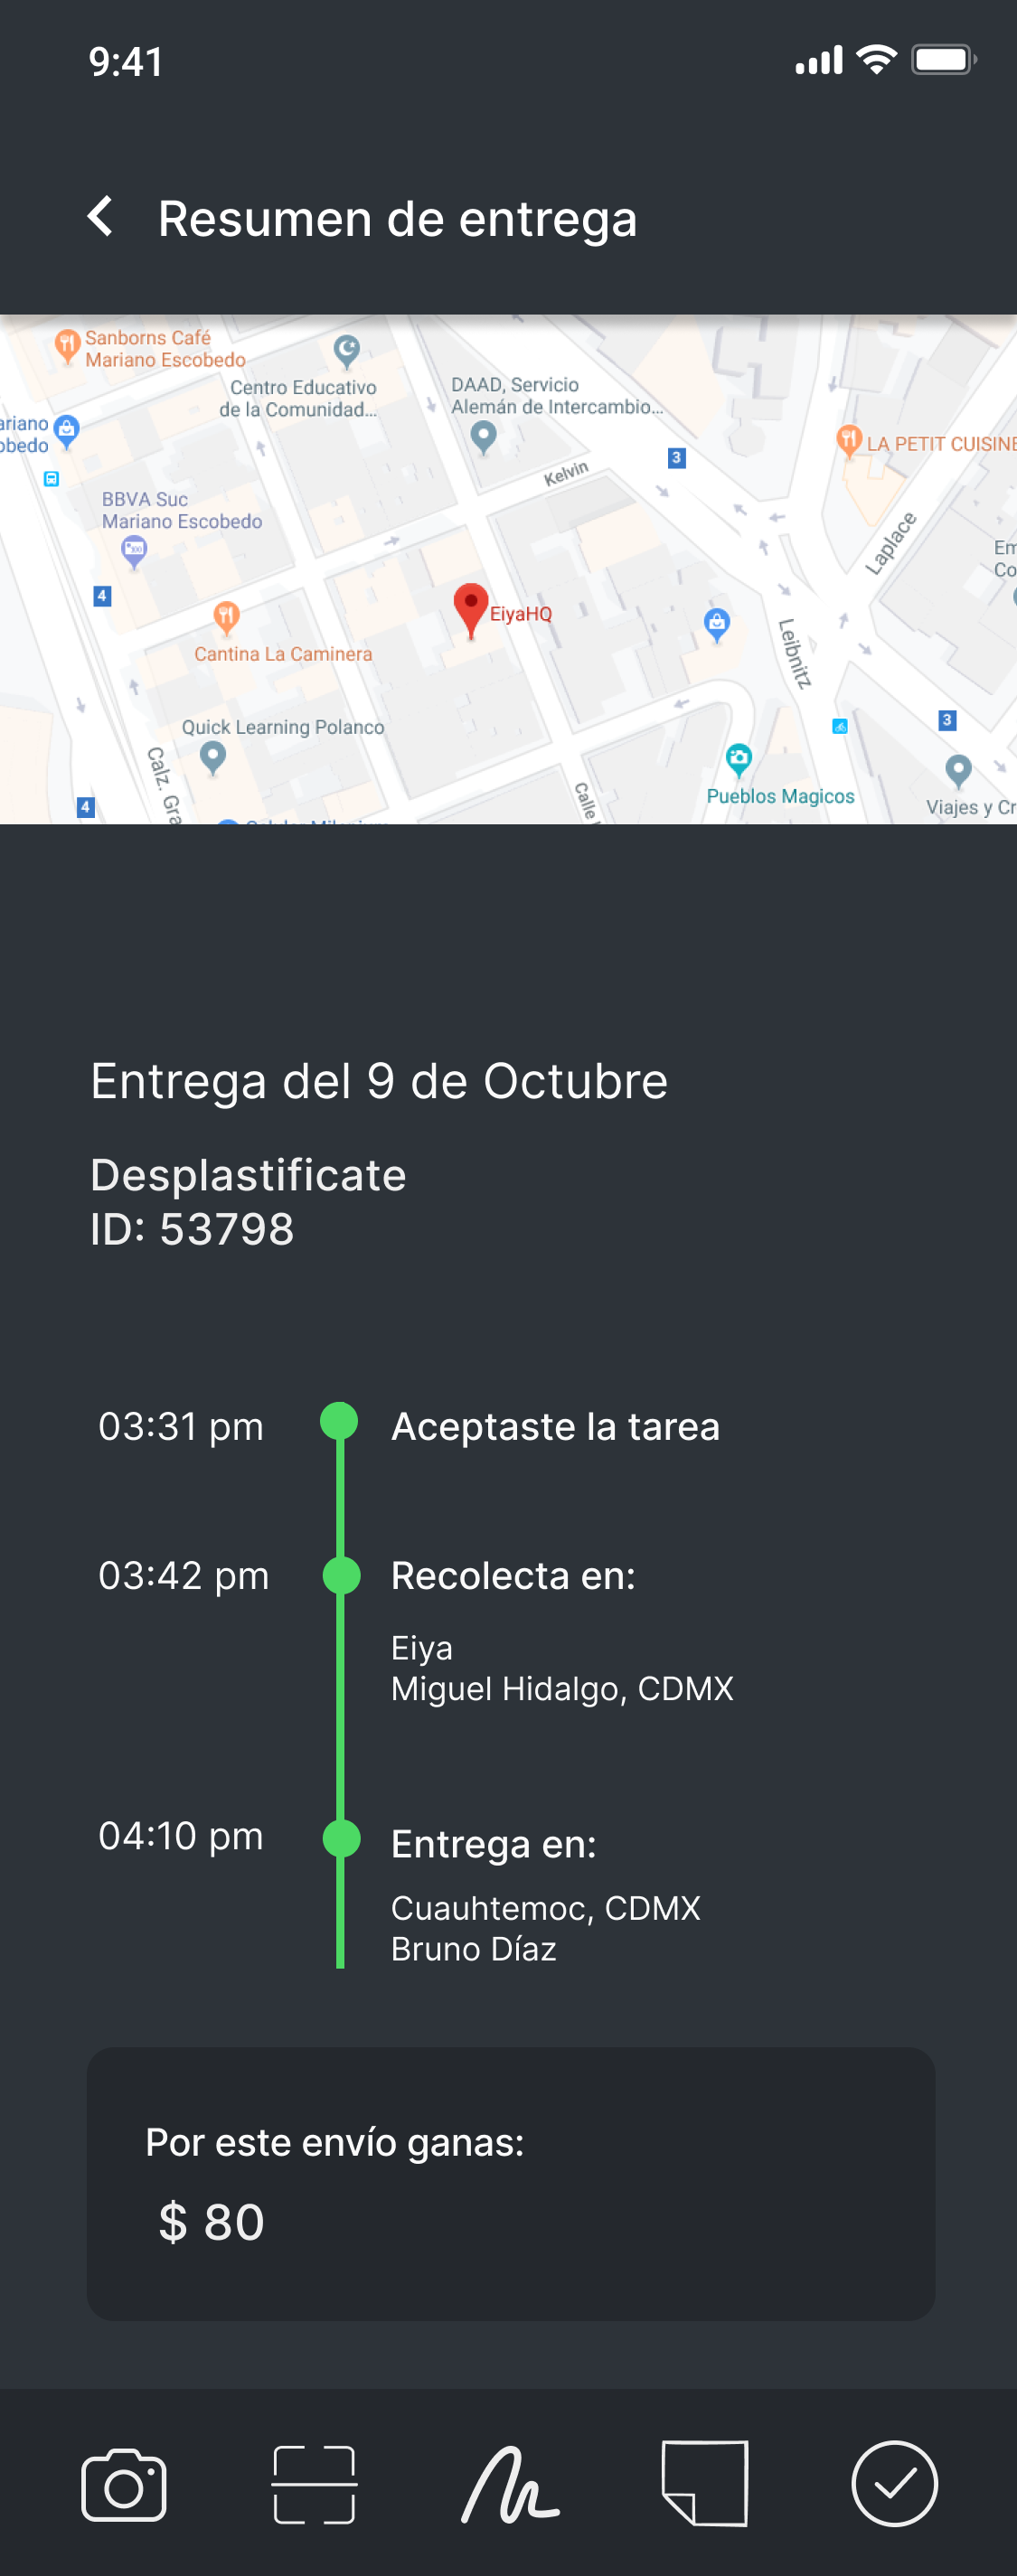 9:41
Resumen de entrega
Sanborns Café
Mariano Escobedo
Centro Educativo
de la Comunidad...
DAAD, Servicio
Alemán de Intercambio...
ariano
obedo
3
LA PETIT CUISINE
Kelvin
BBVA Suc
Mariano Escobedo
Laplace
Em
Co
4
EiyaHQ
Cantina La Caminera
Leibnitz
Quick Learning Polanco
3
Calz. Gra
Calle
Pueblos Magicos
4
Viajes y Cr
Entrega del 9 de Octubre
Desplastificate
ID: 53798
03:31 pm
Aceptaste la tarea
03:42 pm
Recolecta en:
Eiya
Miguel Hidalgo, CDMX
04:10 pm
Entrega en:
Cuauhtemoc, CDMX
Bruno Díaz
Por este envío ganas:
$ 80